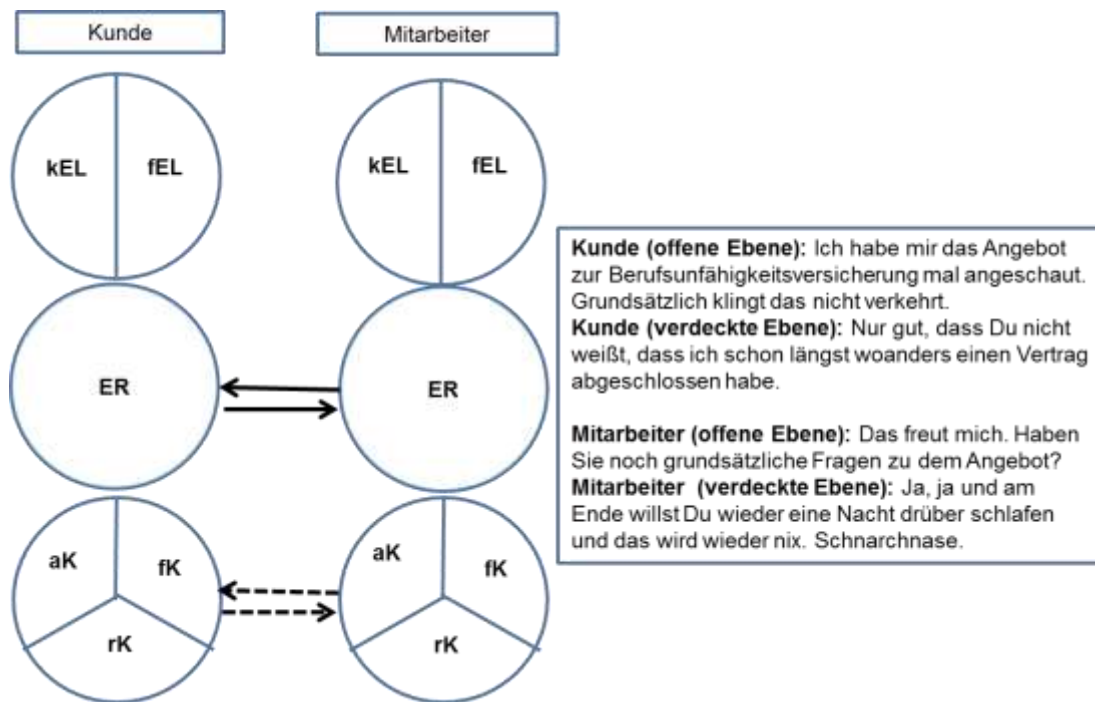 Kunde
Mitarbeiter
kEL
fEL
kEL
fEL
ER
ER
aK
fK
rK
aK
fK
rK
Kunde (offene Ebene): Ich habe mir das Angebot
zur Berufsunfähigkeitsversicherung mal angeschaut.
Grundsätzlich klingt das nicht verkehrt.
Kunde (verdeckte Ebene): Nur gut, dass Du nicht
weißt, dass ich schon längst woanders einen Vertrag
abgeschlossen habe.
Mitarbeiter (offene Ebene): Das freut mich. Haben
Sie noch grundsätzliche Fragen zu dem Angebot?
Mitarbeiter (verdeckte Ebene): Ja, ja und am
Ende willst Du wieder eine Nacht drüber schlafen
und das wird wieder nix. Schnarchnase.